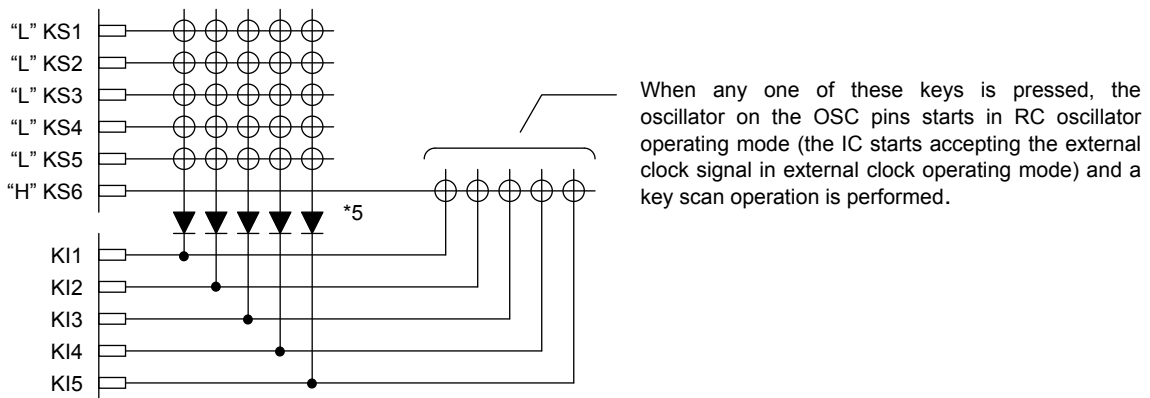 “L” KS1
“L” KS2
“L” KS3
“L” KS4
“L” KS5
“H” KS6
*5
KI1
KI2
KI3
KI4
KI5
When any one of these keys is pressed, the
oscillator on the OSC pins starts in RC oscillator
operating mode (the IC starts accepting the external
clock signal in external clock operating mode) and a
key scan operation is performed.